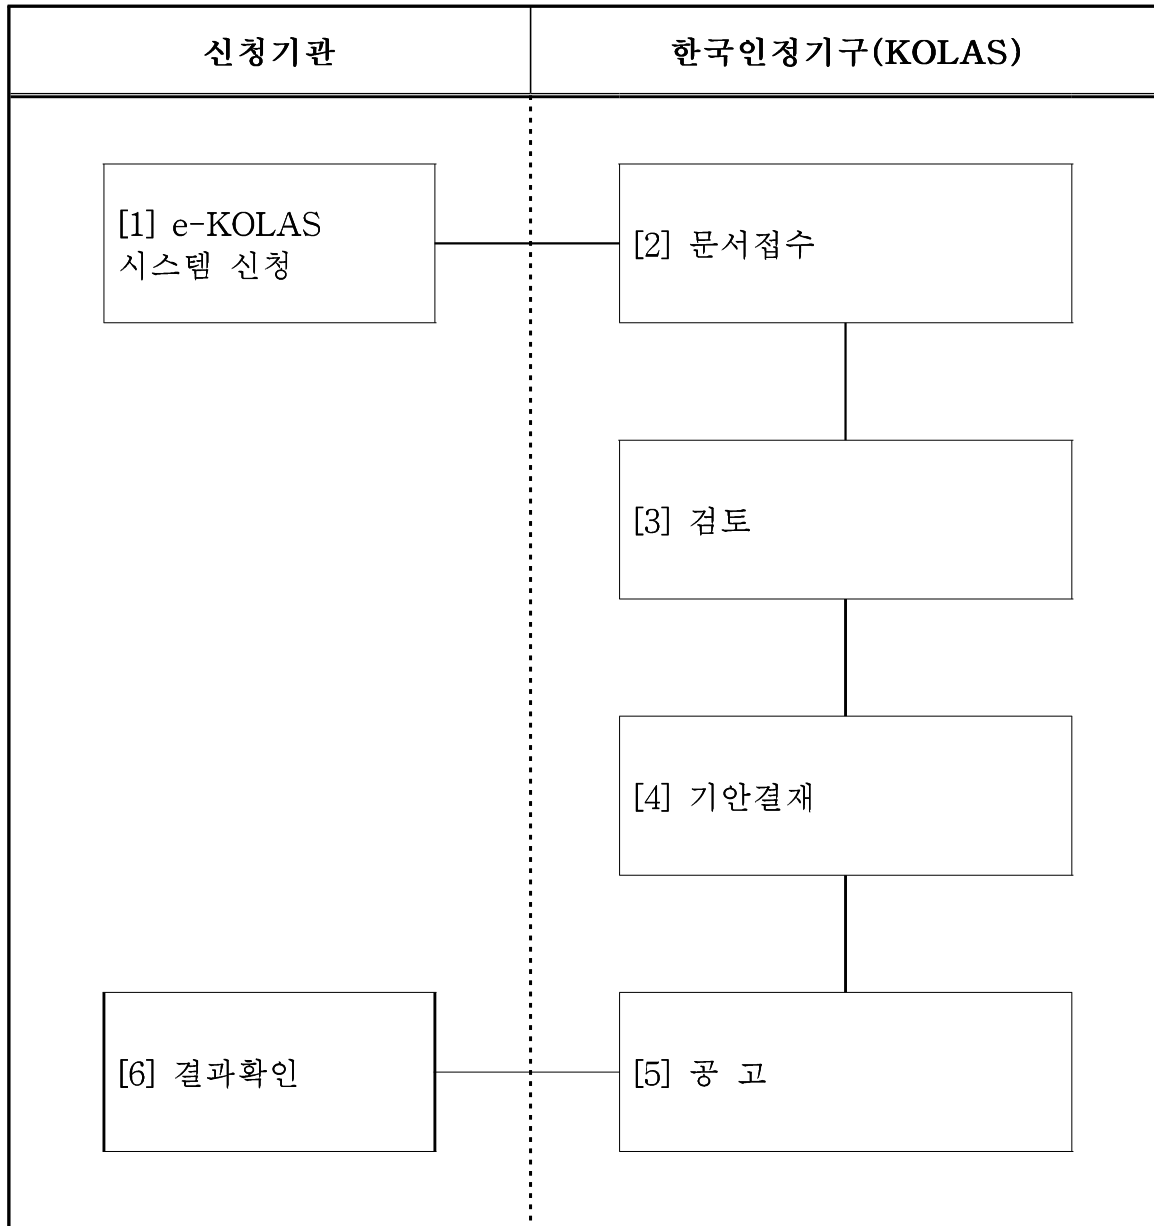 신청기관
한국인정기구(KOLAS)
[1] e-KOLAS
시스템 신청
[2] 문서접수
[3] 검토
[4] 기안결재
[5] 공 고
[6] 결과확인